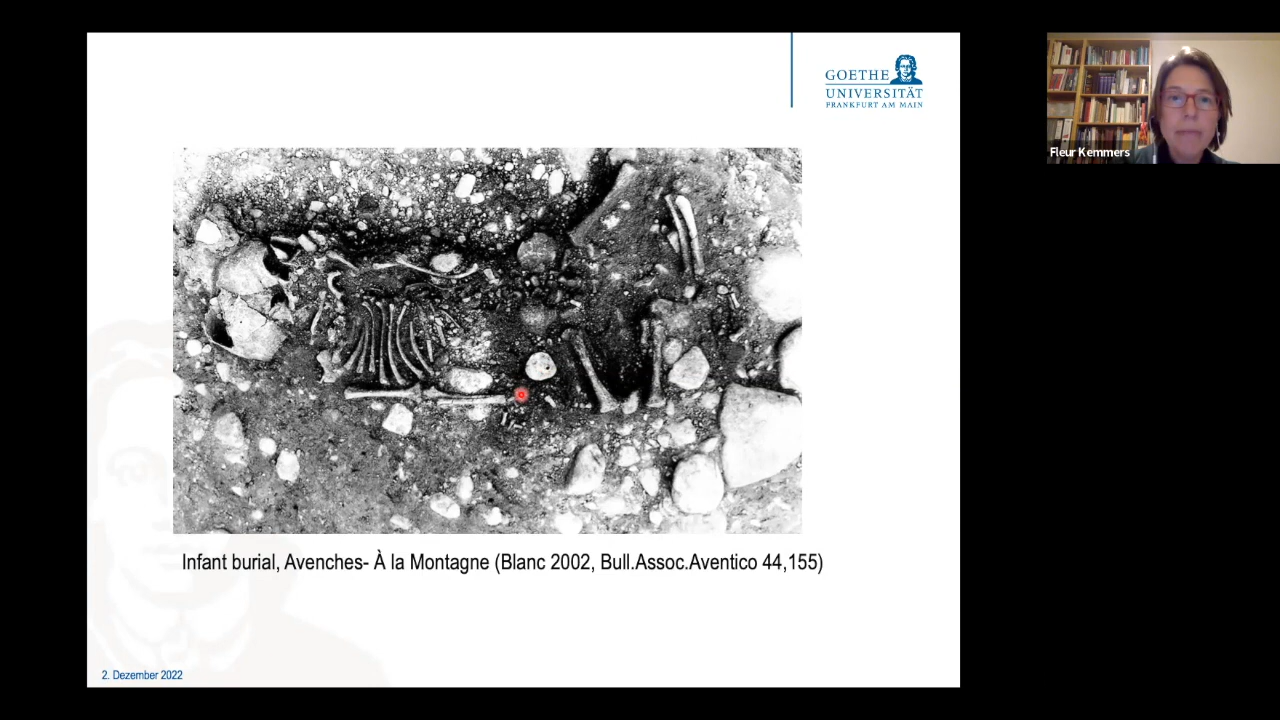 GOETHE
UNIVERSITÄT
FRANKFURT AM MAIN
Fleur Kemmers
Infant burial, Avenches- À la Montagne (Blanc 2002, Bull.Assoc.Aventico 44,155)
2. Dezember 2022